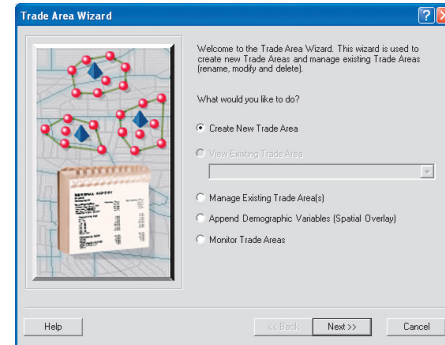 Trade Area Wizard
Welcome to the Trade Area Wizard. This wizard is used to
create new Trade Areas and manage existing Trade Areas
(rename, modify and delete).
What would you like to do?
Create New Trade Area
View Existing Trade Area
Manage Existing Trade Area(s)
Append Demographic Variables (Spatial Overlay)
Monitor Trade Areas
Help
<< Back
Next >>
Cancel